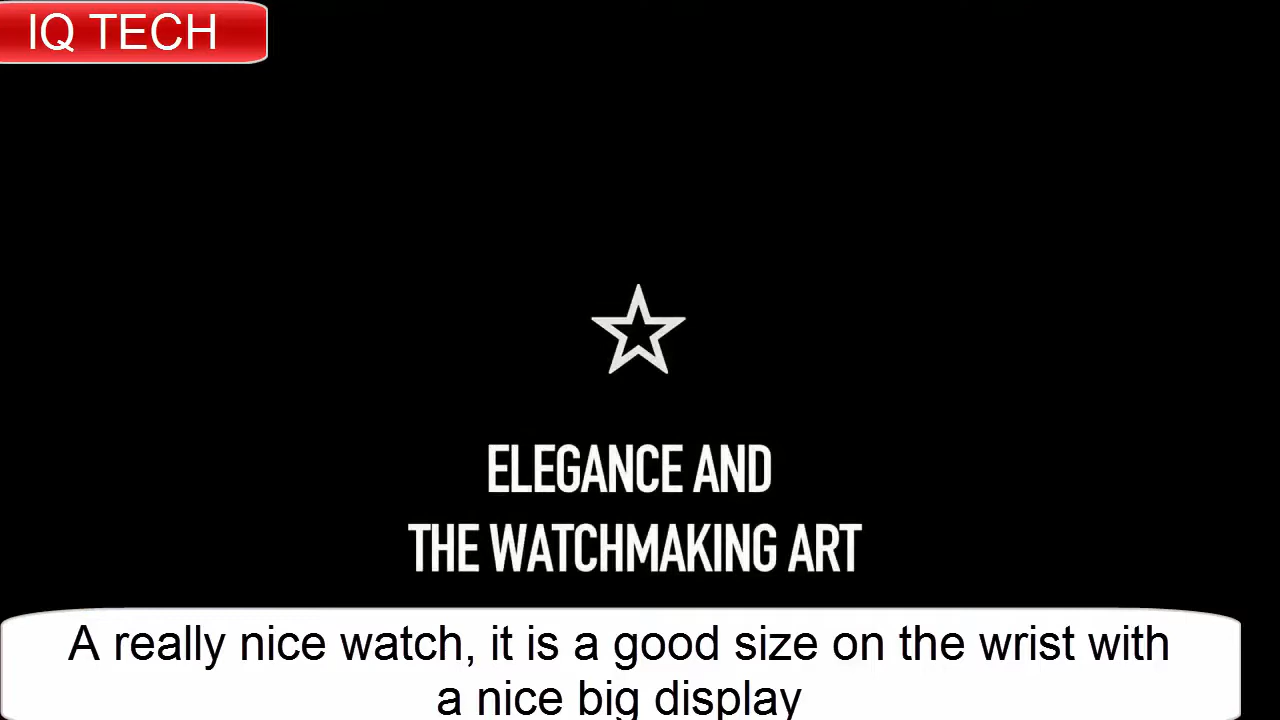 IQ TECH
ELEGANCE AND
THE WATCHMAKING ART
A really nice watch, it is a good size on the wrist with
a nice big display